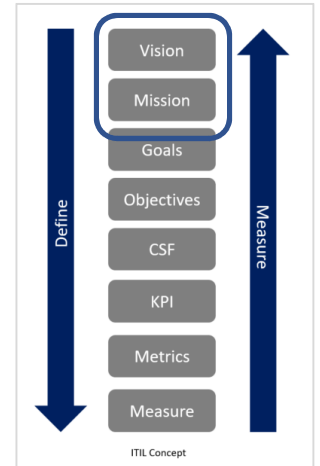 Vision
Mission
Goals
Objectives
CSF
KPI
Metrics
Measure
Define
Measure
ITIL Concept